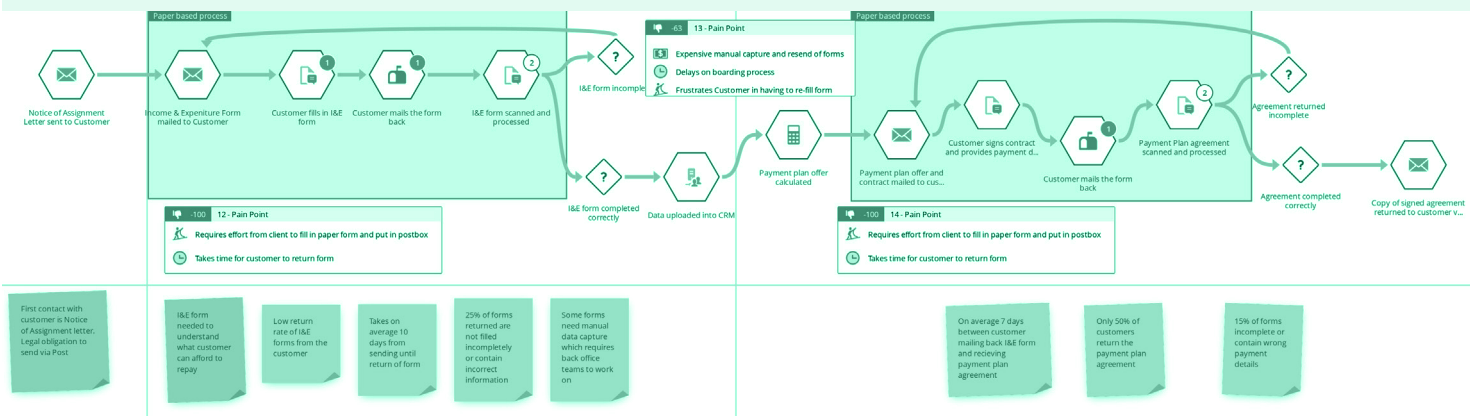 Paper based process
Notice of Assignment
Letter sent to Customer
Income & Expenditure Form
mailed to Customer
1
Customer fills in I&E
form
1
Customer mails the form
back
2
I&E form scanned and
processed
?
I&E form incomple
-63 13 - Pain Point
Expensive manual capture and resend of forms
Delays on boarding process
Frustrates Customer in having to re-fill form
?
I&E form completed
correctly
Data uploaded into CRM
Payment plan offer
calculated
Paper based process
Payment plan offer and
contract mailed to cus...
Customer signs contract
and provides payment d...
1
Customer mails the form
back
2
Payment Plan agreement
scanned and processed
?
Agreement returned
incomplete
?
Agreement completed
correctly
Copy of signed agreement
returned to customer v...
-100 12 - Pain Point
Requires effort from client to fill in paper form and put in postbox
Takes time for customer to return form
-100 14 - Pain Point
Requires effort from client to fill in paper form and put in postbox
Takes time for customer to return form
First contact with
customer is Notice
of Assignment letter.
Legal obligation to
send via Post
I&E form
needed to
understand
what customer
can afford to
repay
Low return
rate of I&E
forms from the
customer
Takes on
average 10
days from
sending until
return of form
25% of forms
returned are
not filled
incompletely
or contain
incorrect
information
Some forms
need manual
data capture
which requires
back office
teams to work
on
On average 7 days
between customer
mailing back I&E form
and recieving
payment plan
agreement
Only 50% of
customers
return the
payment plan
agreement
15% of forms
incomplete or
contain wrong
payment
details